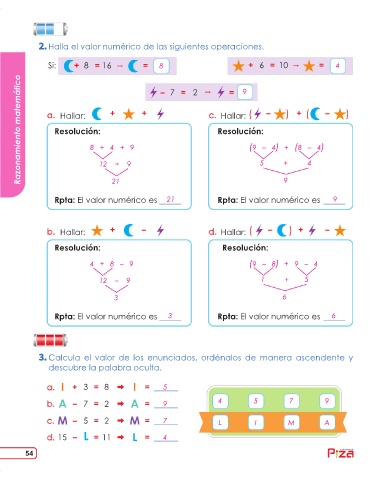 2. Halla el valor numérico de las siguientes operaciones.
Si: + 8 = 16 → = 8
+ 6 = 10 → = 4
- 7 = 2 → = 9
a. Hallar: + +
c. Hallar: ( - ) + ( - )
Resolución:
Resolución:
8 + 4 + 9
(9 - 4) + (8 - 4)
12 + 9
5 + 4
21
9
Rpta: El valor numérico es 21
Rpta: El valor numérico es 9
b. Hallar: + -
d. Hallar: ( - ) + -
Resolución:
Resolución:
4 + 8 - 9
(9 - 8) + 9 - 4
12 - 9
1 + 5
3
6
Rpta: El valor numérico es 3
Rpta: El valor numérico es 6
Razonamiento matemático
3. Calcula el valor de los enunciados, ordénalos de manera ascendente y
descubre la palabra oculta.
a. I + 3 = 8 ➡ I = 5
b. A - 7 = 2 ➡ A = 9
c. M - 5 = 2 ➡ M = 7
d. 15 - L = 11 ➡ L = 4
4 5 7 9
L I M A
54